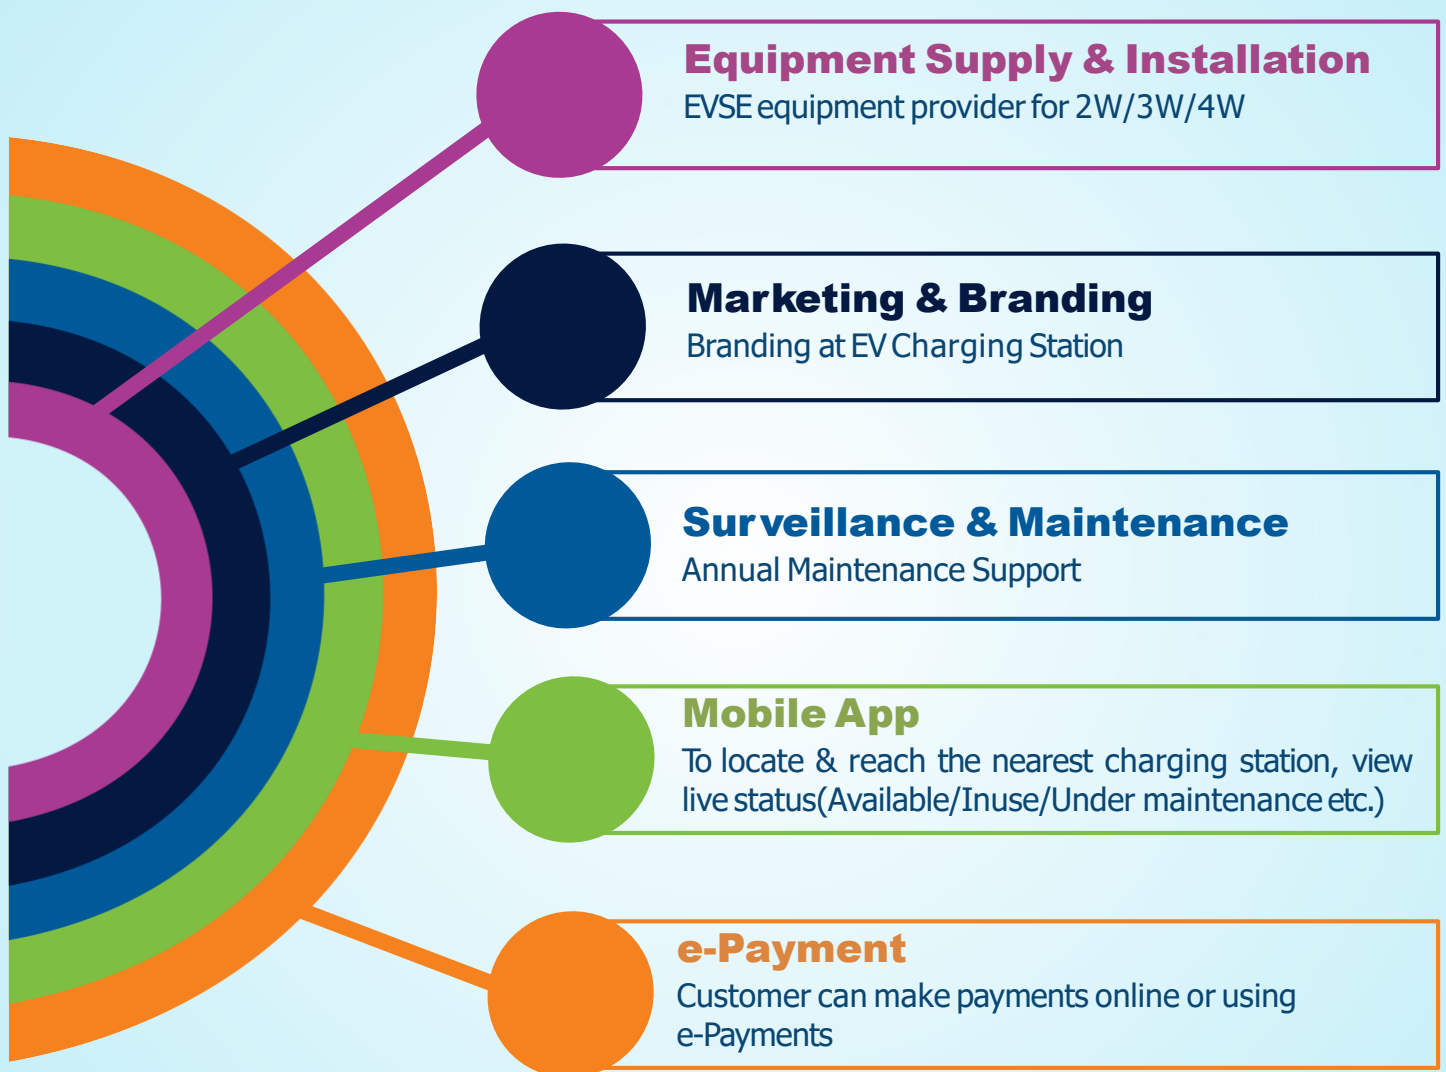 Equipment Supply & Installation
EVSE equipment provider for 2W/3W/4W
Marketing & Branding
Branding at EV Charging Station
Surveillance & Maintenance
Annual Maintenance Support
Mobile App
To locate & reach the nearest charging station, view
live status(Available/Inuse/Under maintenance etc.)
e-Payment
Customer can make payments online or using
e-Payments